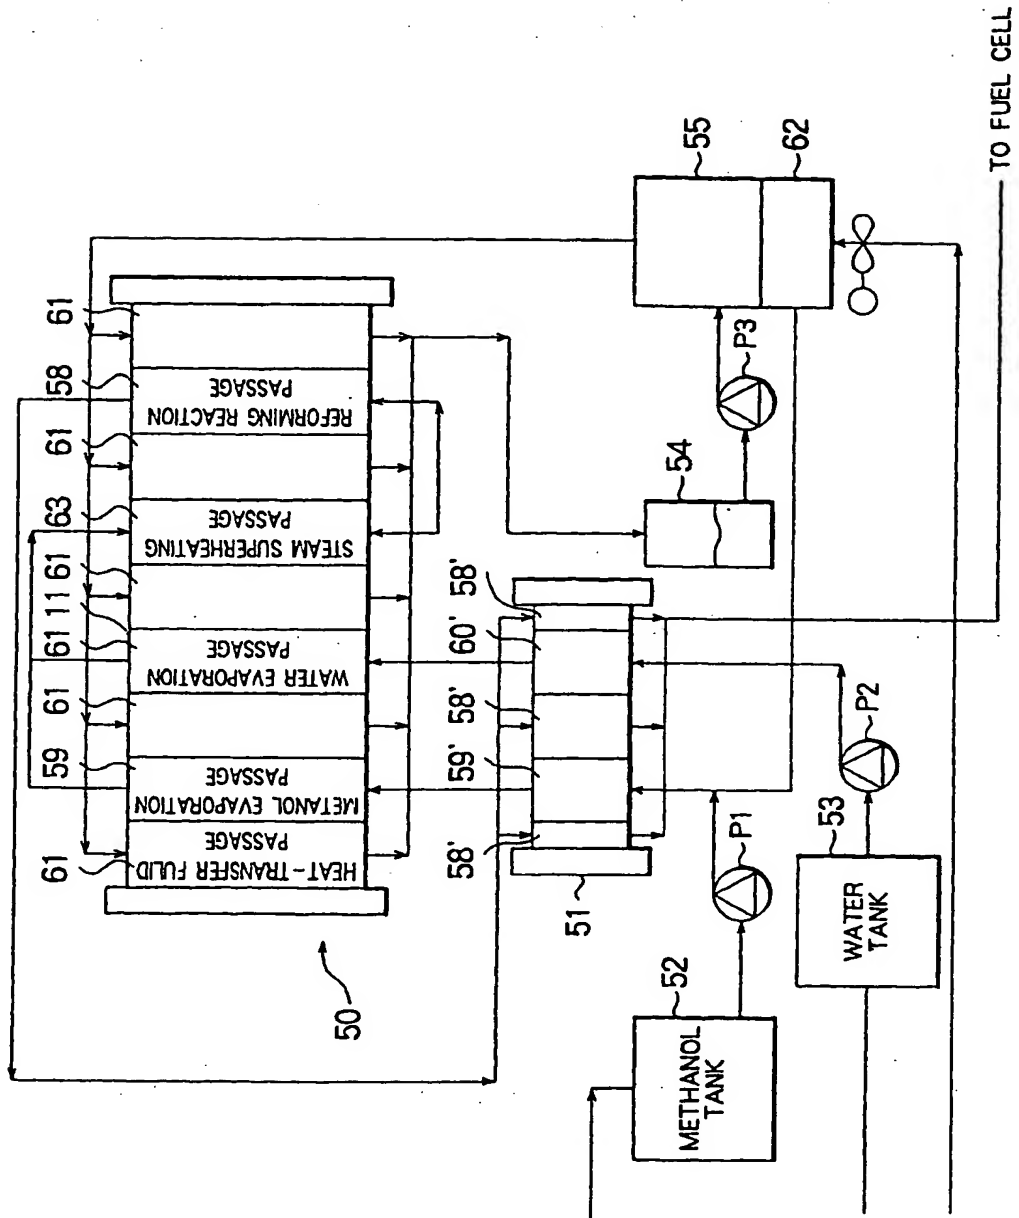 61
58
61
63
61
11
61
59
61
REFORMING REACTION
PASSAGE
STEAM SUPERHEATING
PASSAGE
WATER EVAPORATION
PASSAGE
METANOL EVAPORATION
PASSAGE
HEAT-TRANSFER FULID
PASSAGE
50
55
62
P3
54
58'
60'
58'
59'
58'
51
P2
53
P1
52
WATER
TANK
METHANOL
TANK
TO FUEL CELL